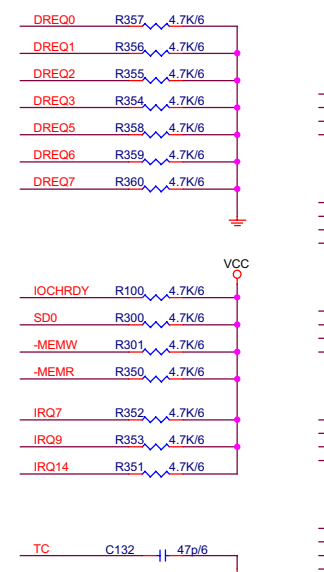 DREQ0 R357 4.7K/6
DREQ1 R356 4.7K/6
DREQ2 R355 4.7K/6
DREQ3 R354 4.7K/6
DREQ5 R358 4.7K/6
DREQ6 R359 4.7K/6
DREQ7 R360 4.7K/6
VCC
IOCHRDY R100 4.7K/6
SD0 R300 4.7K/6
-MEMW R301 4.7K/6
-MEMR R350 4.7K/6
IRQ7 R352 4.7K/6
IRQ9 R353 4.7K/6
IRQ14 R351 4.7K/6
TC C132 47p/6